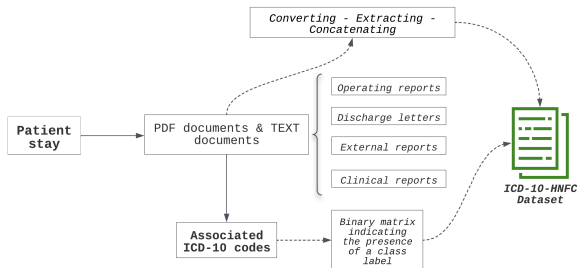 Converting - Extracting -
Concatenating
Operating reports
Discharge letters
External reports
Clinical reports
Patient
stay
PDF documents & TEXT
documents
ICD-10-HNFC
Dataset
Associated
ICD-10 codes
Binary matrix
indicating
the presence
of a class
label